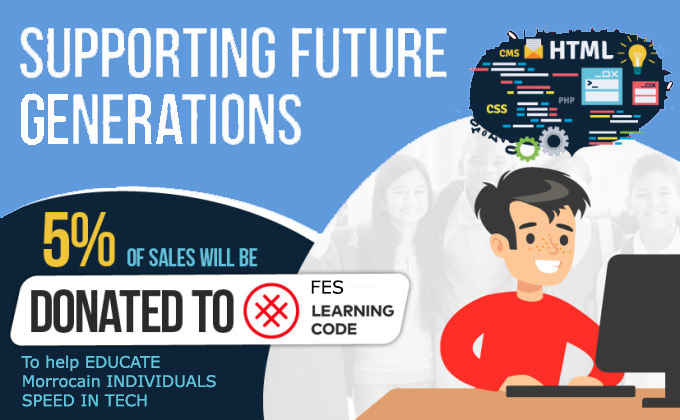 SUPPORTING FUTURE
GENERATIONS
CMS
HTML
PHP
CSS
5% OF SALES WILL BE
DONATED TO
FES
LEARNING
CODE
To help EDUCATE
Morrocain INDIVIDUALS
SPEED IN TECH